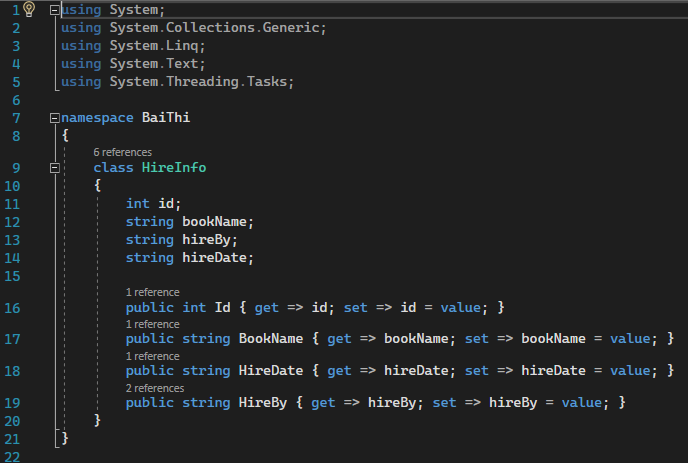 1 using System;
2 using System.Collections.Generic;
3 using System.Linq;
4 using System.Text;
5 using System.Threading.Tasks;
6
7 namespace BaiThi
8 {
6 references
9 class HireInfo
10 {
11 int id;
12 string bookName;
13 string hireBy;
14 string hireDate;
15
1 reference
16 public int Id { get => id; set => id = value; }
1 reference
17 public string BookName { get => bookName; set => bookName = value; }
1 reference
18 public string HireDate { get => hireDate; set => hireDate = value; }
2 references
19 public string HireBy { get => hireBy; set => hireBy = value; }
20 }
21 }
22